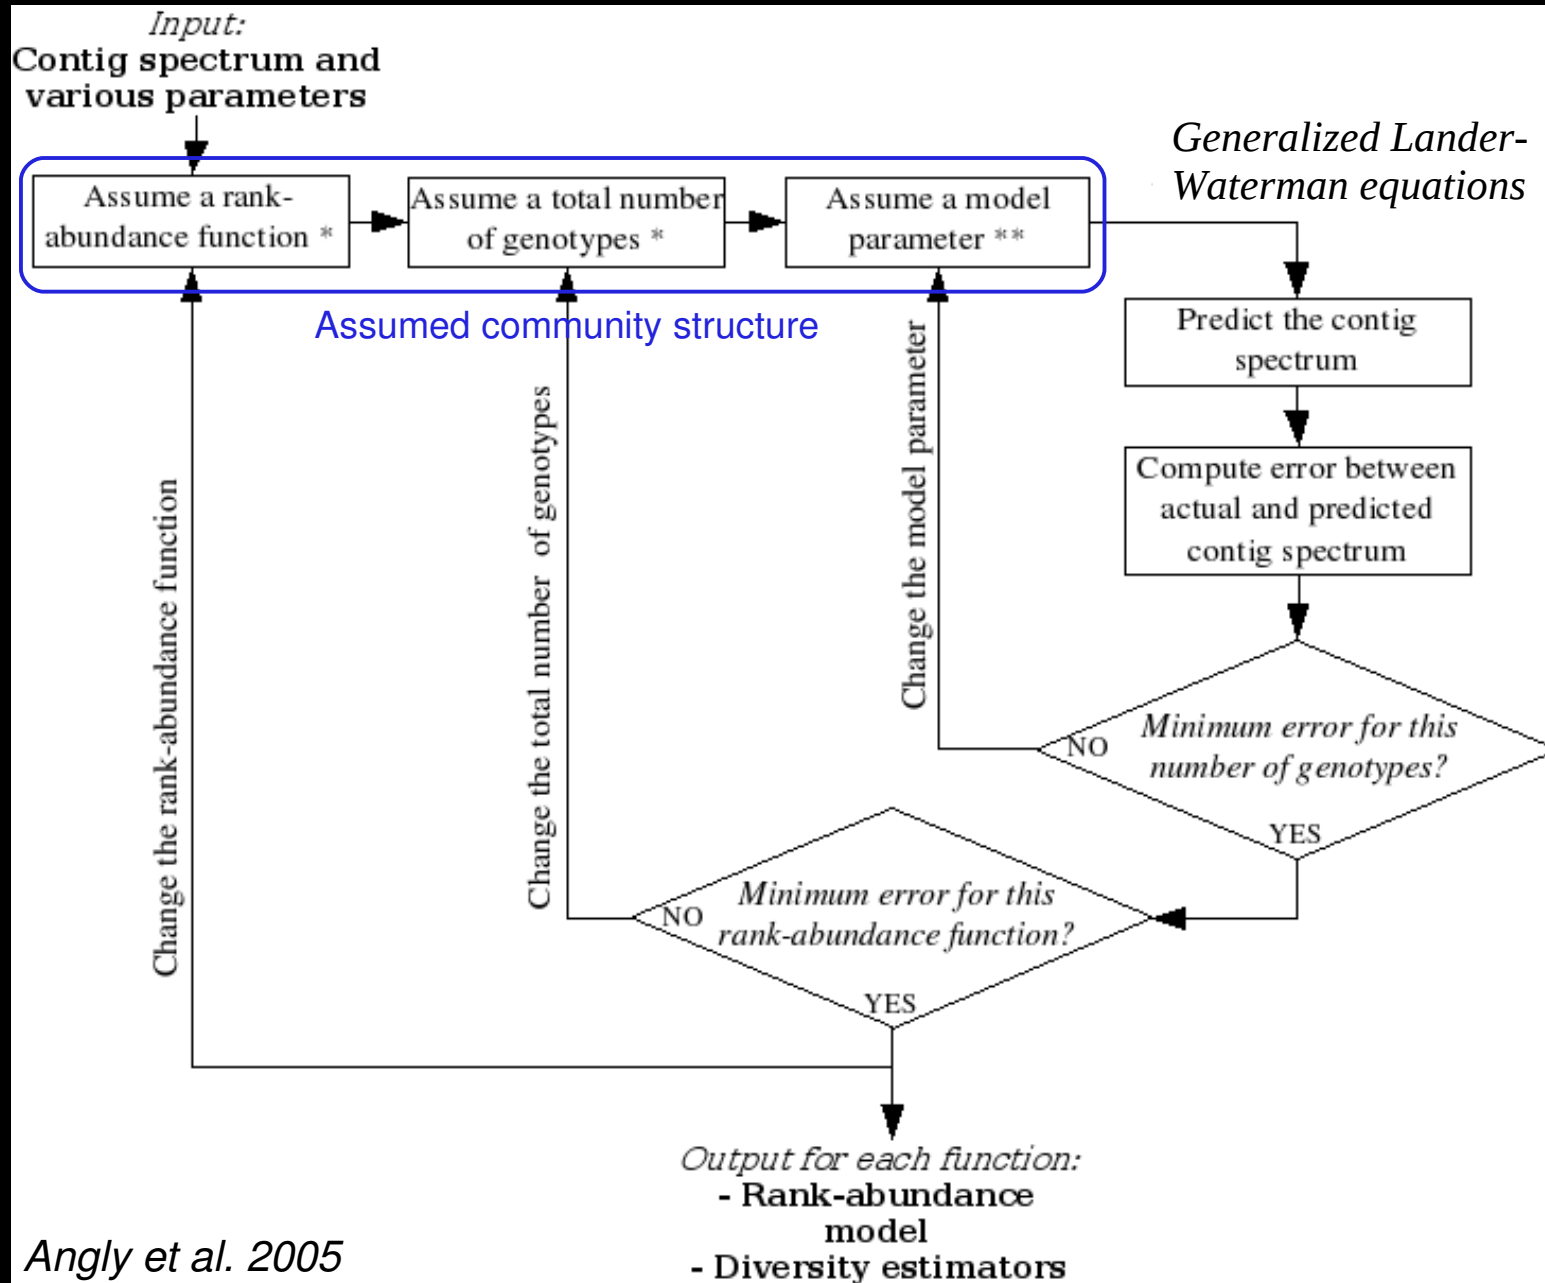 Input:
Contig spectrum and
various parameters
Generalized Lander-
Waterman equations
Assume a rank-
abundance function *
Assume a total number
of genotypes *
Assume a model
parameter **
Assumed community structure
Predict the contig
spectrum
Compute error between
actual and predicted
contig spectrum
Change the rank-abundance function
Change the total number of genotypes
Change the model parameter
NO
Minimum error for this
number of genotypes?
YES
NO
Minimum error for this
rank-abundance function?
YES
Output for each function:
- Rank-abundance
model
- Diversity estimators
Angly et al. 2005